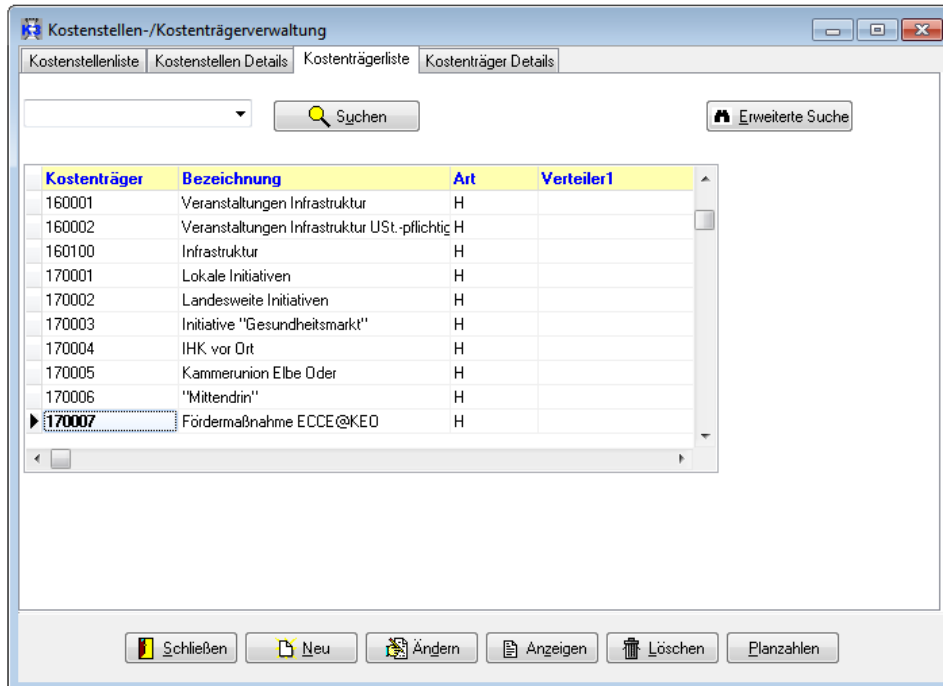 K3 Kostenstellen-/Kostenträgerverwaltung
Kostenstellenliste Kostenstellen Details Kostenträgerliste Kostenträger Details
Suchen Erweiterte Suche
Kostenträger Bezeichnung Art Verteiler1
160001 Veranstaltungen Infrastruktur H
160002 Veranstaltungen Infrastruktur USt.-pflichtig H
160100 Infrastruktur H
170001 Lokale Initiativen H
170002 Landesweite Initiativen H
170003 Initiative "Gesundheitsmarkt" H
170004 IHK vor Ort H
170005 Kammerunion Elbe Oder H
170006 "Mittendrin" H
170007 Fördermaßnahme ECCE@KEO H
Schließen Neu Ändern Anzeigen Löschen Planzahlen